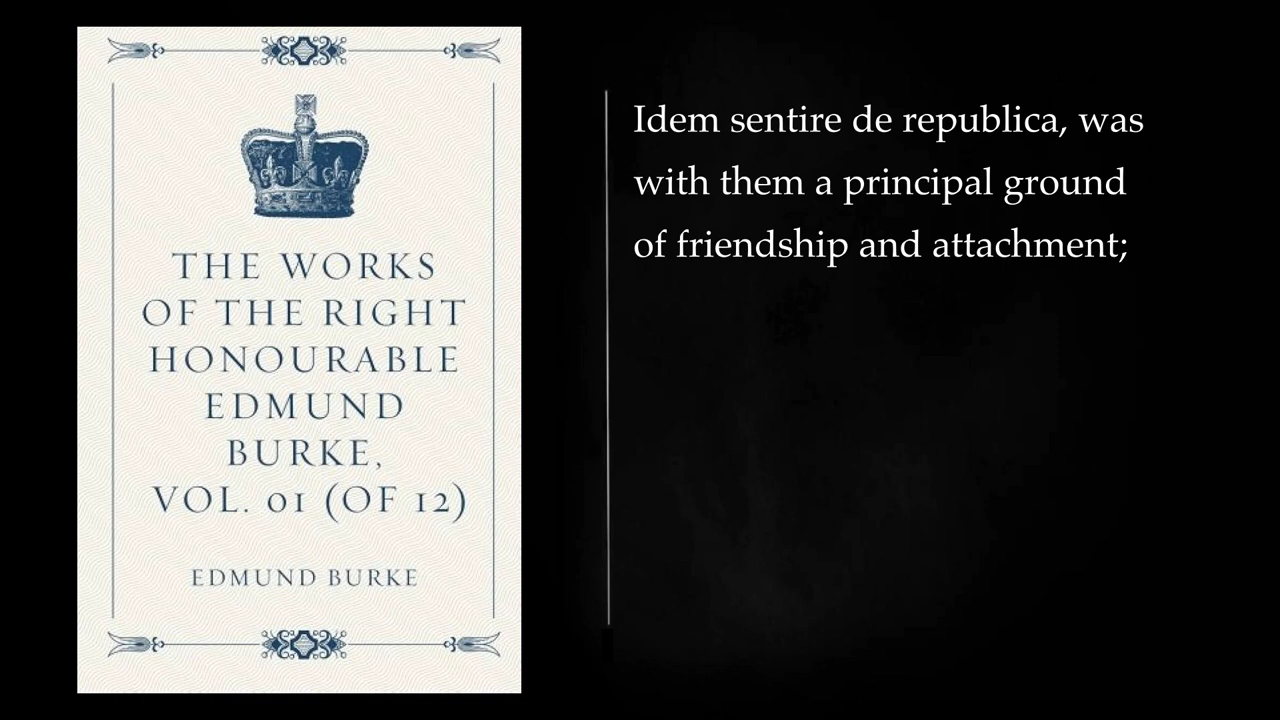 THE WORKS
OF THE RIGHT
HONOURABLE
EDMUND
BURKE,
VOL. 01 (OF 12)
EDMUND BURKE
Idem sentire de republica, was
with them a principal ground
of friendship and attachment;